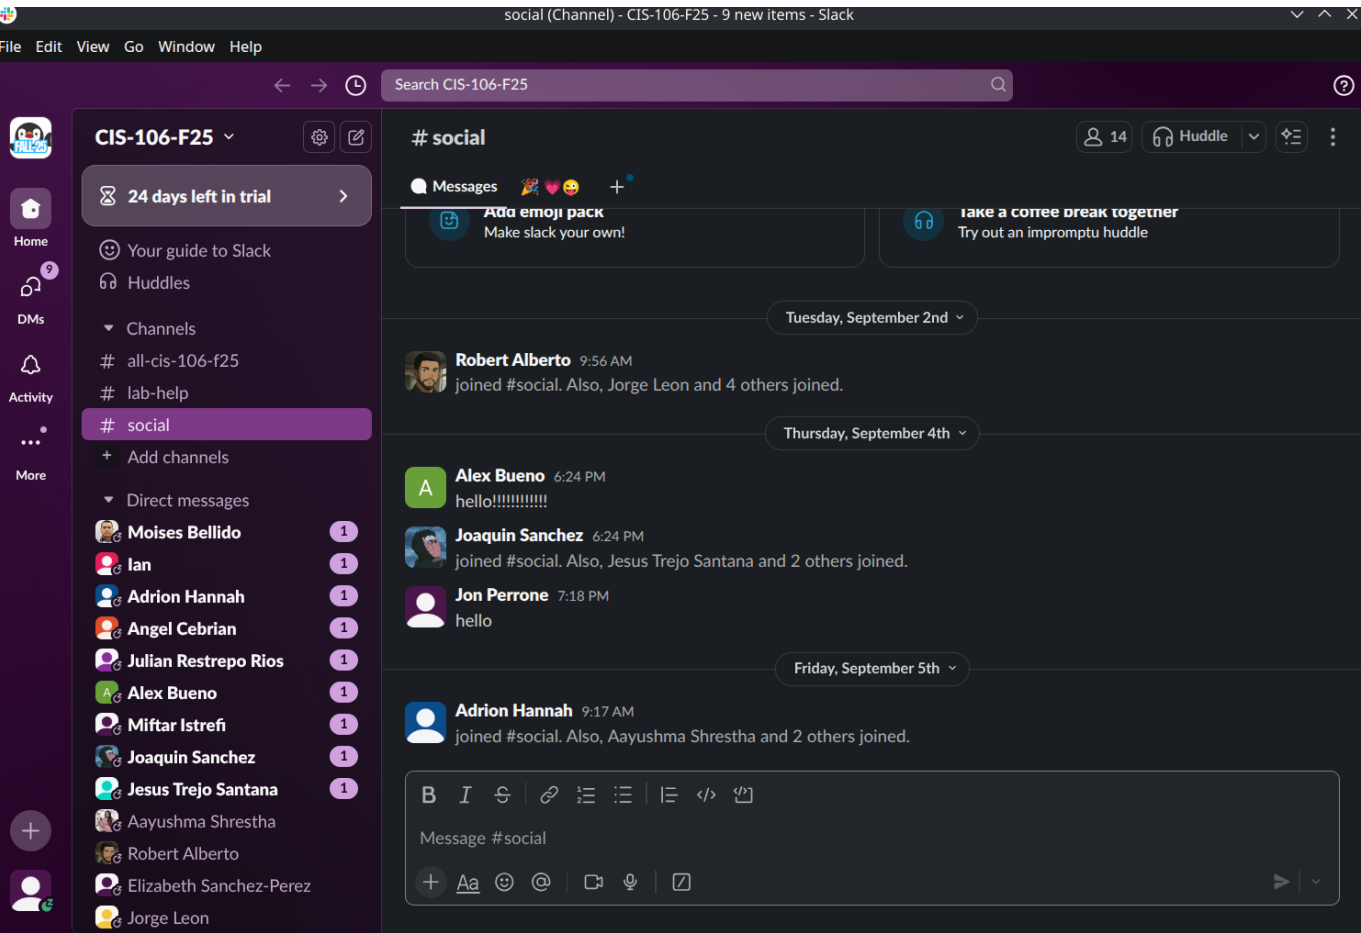 social (Channel) - CIS-106-F25 - 9 new items - Slack
File Edit View Go Window Help
Search CIS-106-F25
FALL-25
Home
9
DMs
Activity
More
CIS-106-F25
24 days left in trial
Your guide to Slack
Huddles
Channels
# all-cis-106-f25
# lab-help
# social
+ Add channels
Direct messages
Moises Bellido 1
Ian 1
Adrion Hannah 1
Angel Cebrian 1
Julian Restrepo Rios 1
A Alex Bueno 1
Miftar Istrefi 1
Joaquin Sanchez 1
Jesus Trejo Santana 1
Aayushma Shrestha
Robert Alberto
Elizabeth Sanchez-Perez
Jorge Leon
# social
14 Huddle
Messages 🎉💗😜 +
Add emoji pack
Make slack your own!
Take a coffee break together
Try out an impromptu huddle
Tuesday, September 2nd
Robert Alberto 9:56 AM
joined #social. Also, Jorge Leon and 4 others joined.
Thursday, September 4th
A
Alex Bueno 6:24 PM
hello!!!!!!!!!!!!
Joaquin Sanchez 6:24 PM
joined #social. Also, Jesus Trejo Santana and 2 others joined.
Jon Perrone 7:18 PM
hello
Friday, September 5th
Adrion Hannah 9:17 AM
joined #social. Also, Aayushma Shrestha and 2 others joined.
B I S
Message #social
+ Aa @